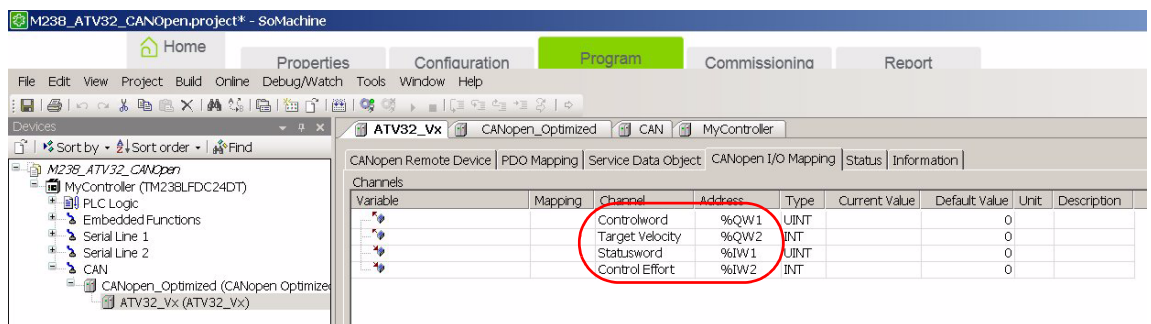 M238_ATV32_CANOpen.project* - SoMachine
Home Properties Configuration Program Commissioning Report
File Edit View Project Build Online Debug/Watch Tools Window Help
Devices
ATV32_Vx CANopen_Optimized CAN MyController
Sort by Sort order Find
CANopen Remote Device PDO Mapping Service Data Object CANopen I/O Mapping Status Information
M238_ATV32_CANOpen
MyController (TM238LFDC24DT)
PLC Logic
Embedded Functions
Serial Line 1
Serial Line 2
CAN
CANopen_Optimized (CANopen Optimize
ATV32_Vx (ATV32_Vx)
Channels
Variable Mapping Channel Address Type Current Value Default Value Unit Description
Controlword %QW1 UINT 0
Target Velocity %QW2 INT 0
Statusword %IW1 UINT 0
Control Effort %IW2 INT 0